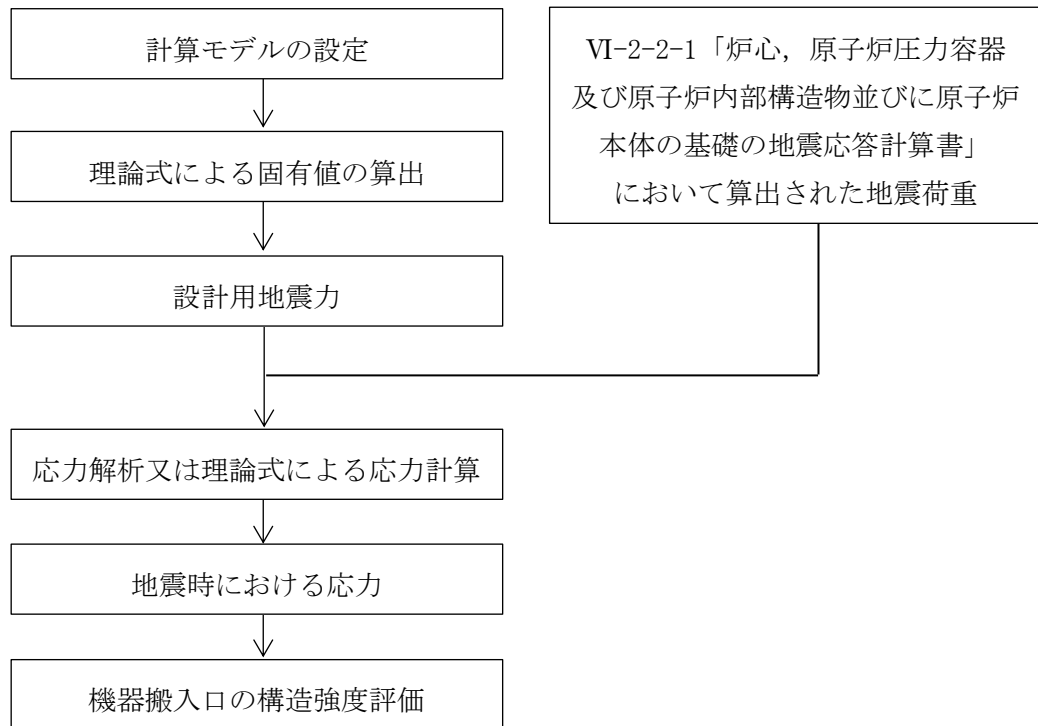 計算モデルの設定
理論式による固有値の算出
設計用地震力
Ⅵ-2-2-1「炉心，原子炉圧力容器
及び原子炉内部構造物並びに原子炉
本体の基礎の地震応答計算書」
において算出された地震荷重
応力解析又は理論式による応力計算
地震時における応力
機器搬入口の構造強度評価